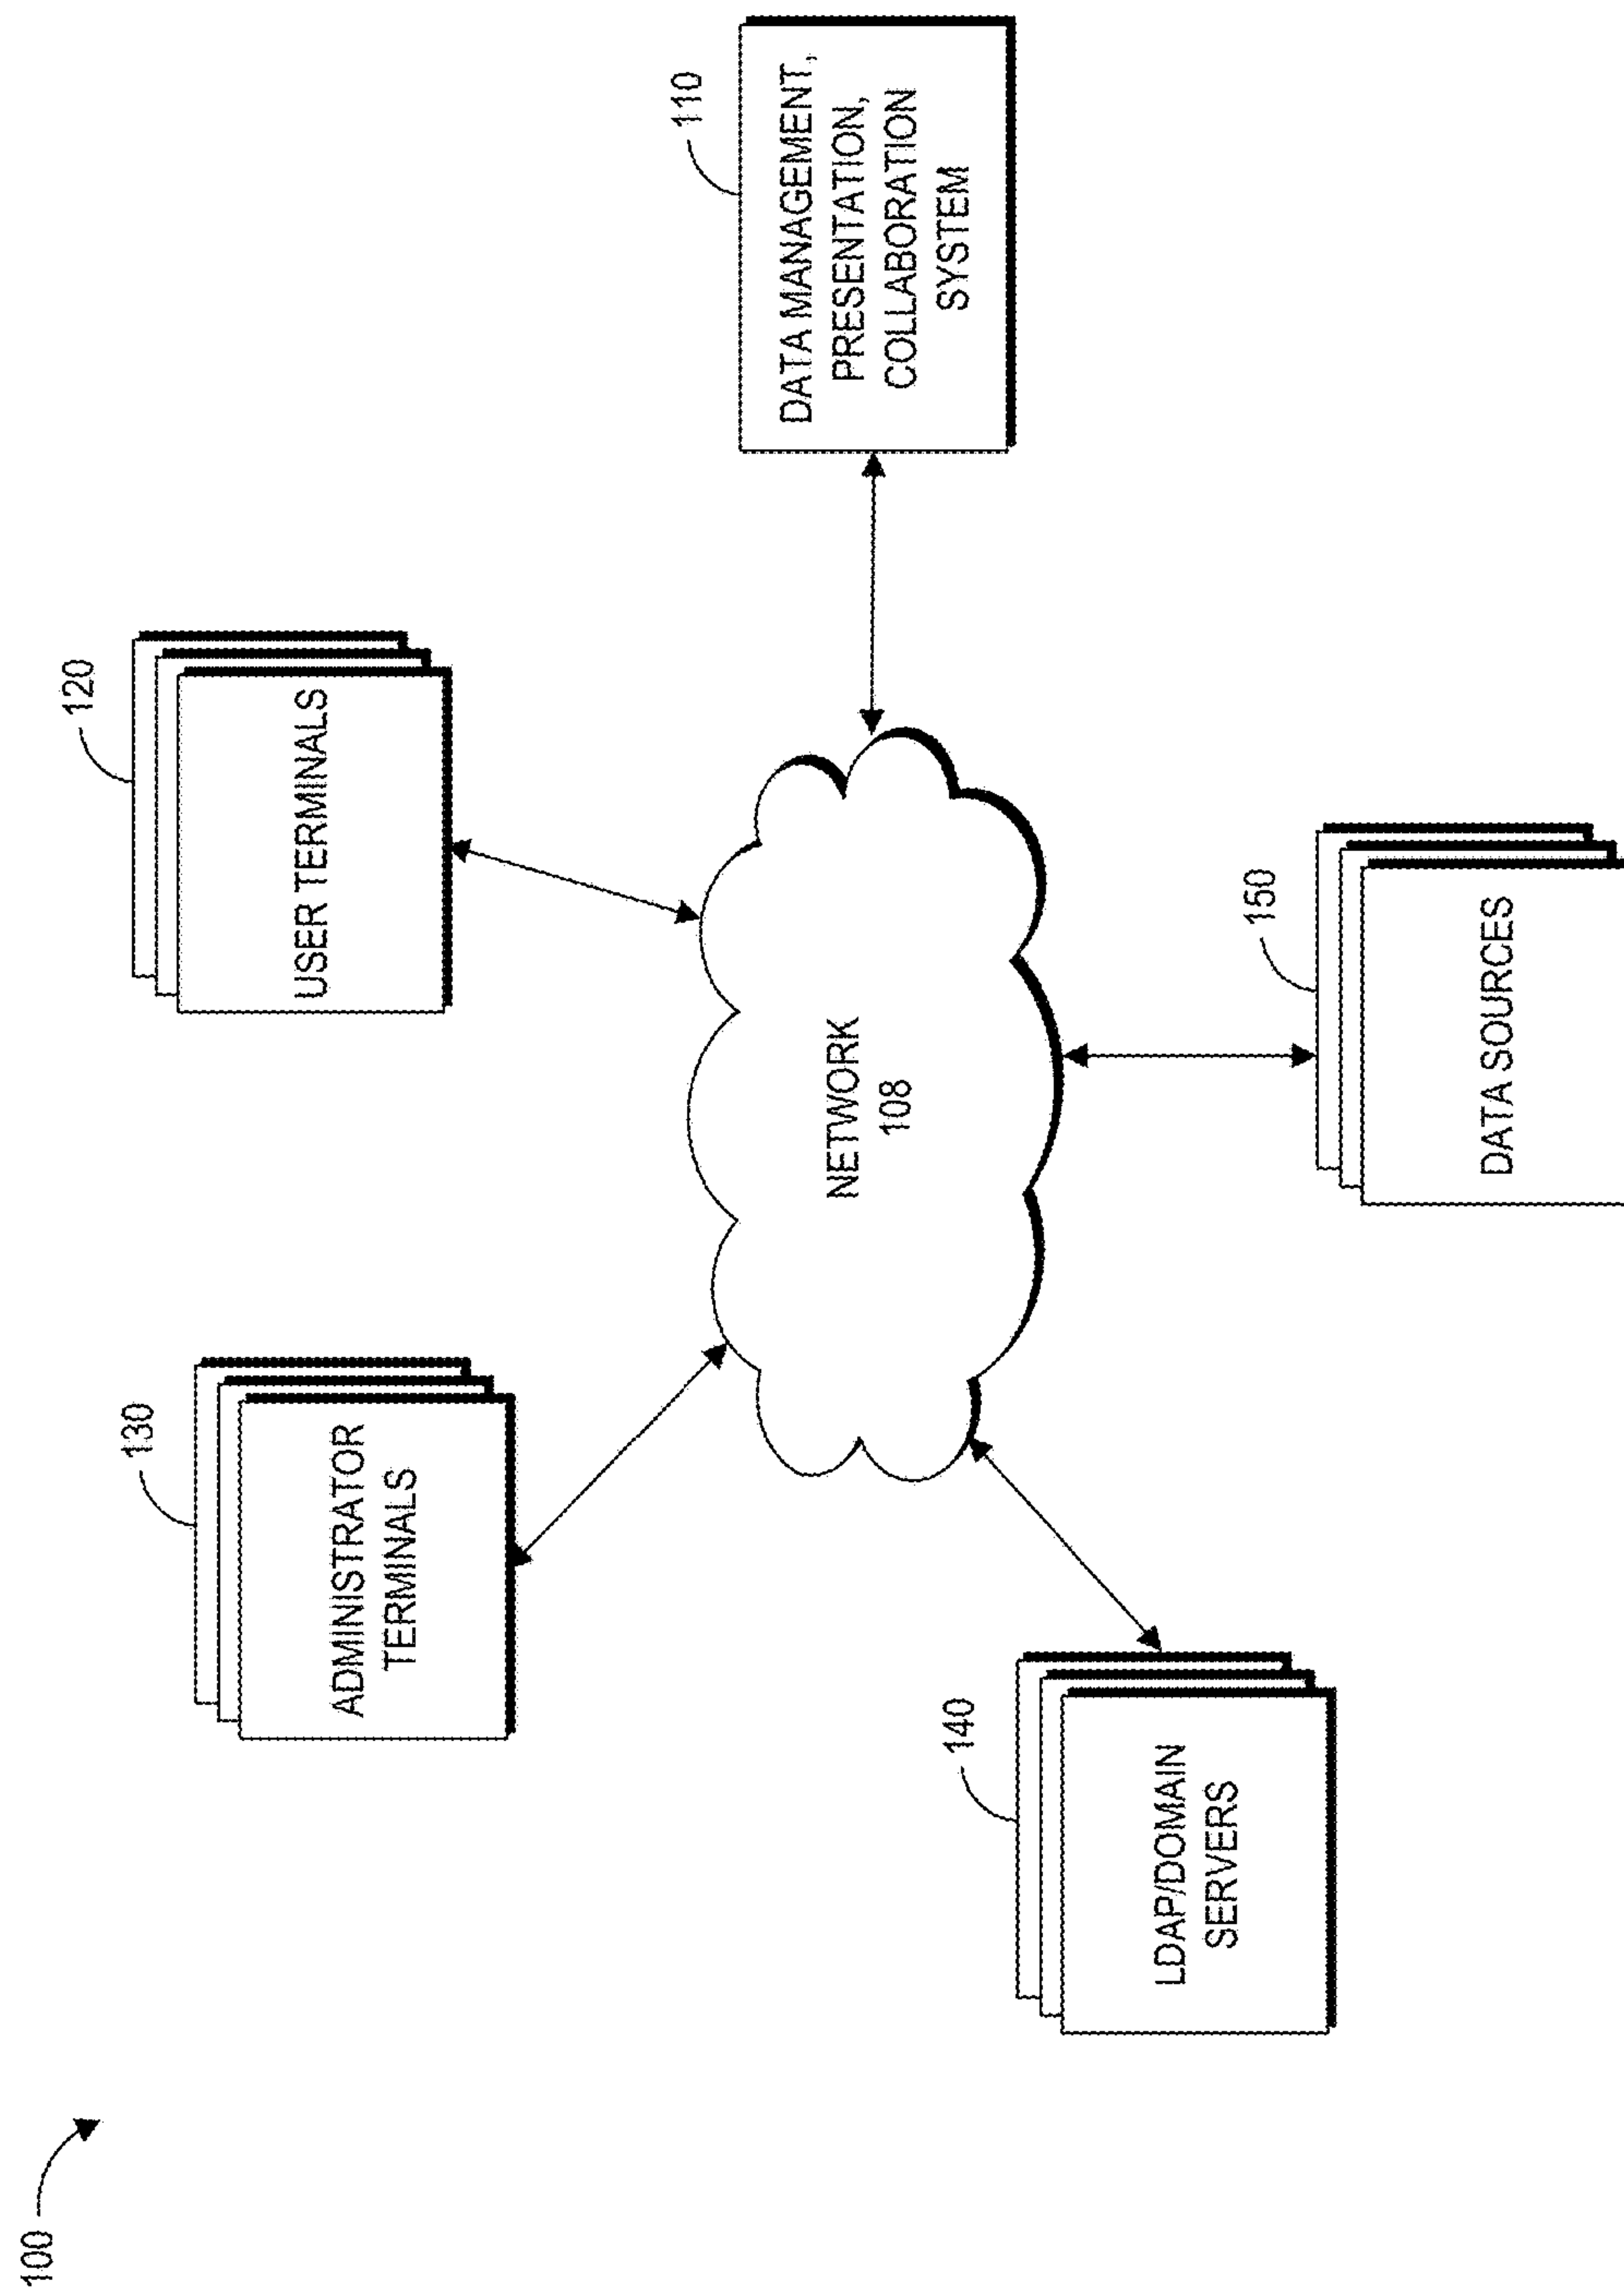 100
130
ADMINISTRATOR
TERMINALS
120
USER TERMINALS
110
DATA MANAGEMENT,
PRESENTATION,
COLLABORATION
SYSTEM
NETWORK
108
140
LDAP/DOMAIN
SERVERS
150
DATA SOURCES